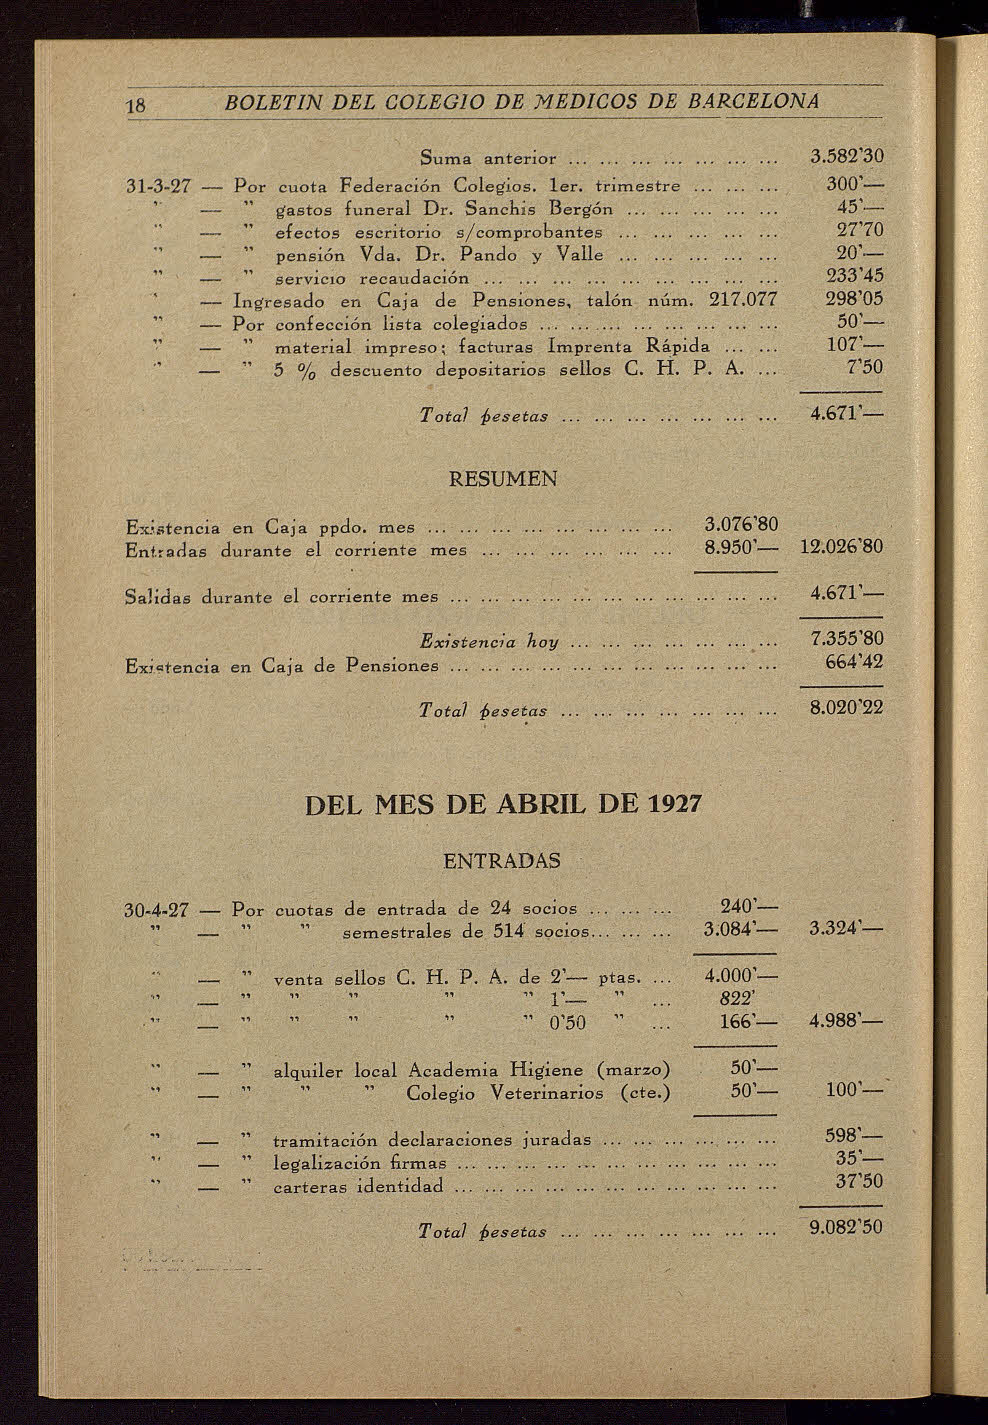 18 BOLETIN DEL COLEGIO DE MEDICOS DE BARCELONA
Suma anterior ... ... ... ... ... ... ... 3.582'30
31-3-27 — Por cuota Federación Colegios. 1er. trimestre ... ... ... 300'—
" — " gastos funeral Dr. Sanchis Bergón ... ... ... ... ... 45'—
" — " efectos escritorio s/comprobantes ... ... ... ... ... 27'70
" — " pensión Vda. Dr. Pando y Valle ... ... ... ... ... 20'—
" — " servicio recaudación ... ... ... ... ... ... ... ... ... 233'45
" — Ingresado en Caja de Pensiones, talón núm. 217.077 298'05
" — Por confección lista colegiados ... ... ... ... ... ... ... ... 50'—
" — " material impreso; facturas Imprenta Rápida ... ... 107'—
" — " 5 % descuento depositarios sellos C. H. P. A. ... 7'50
Total pesetas ... ... ... ... ... ... ... 4.671'—
RESUMEN
Existencia en Caja ppdo. mes ... ... ... ... ... ... ... ... 3.076'80
Entradas durante el corriente mes ... ... ... ... ... ... 8.950'— 12.026'80
Salidas durante el corriente mes ... ... ... ... ... ... ... ... ... ... ... 4.671'—
Existencia hoy ... ... ... ... ... ... ... 7.355'80
Existencia en Caja de Pensiones ... ... ... ... ... ... ... ... ... ... ... 664'42
Total pesetas ... ... ... ... ... ... ... 8.020'22
DEL MES DE ABRIL DE 1927
ENTRADAS
30-4-27 — Por cuotas de entrada de 24 socios ... ... ... 240'—
" — " " semestrales de 514 socios... ... ... 3.084'— 3.324'—
" — " venta sellos C. H. P. A. de 2'— ptas. ... 4.000'—
" — " " " " " 1'— " ... 822'
" — " " " " " 0'50 " ... 166'— 4.988'—
" — " alquiler local Academia Higiene (marzo) 50'—
" — " " " Colegio Veterinarios (cte.) 50'— 100'—
" — " tramitación declaraciones juradas ... ... ... ... ... ... 598'—
" — " legalización firmas ... ... ... ... ... ... ... ... ... ... ... 35'—
" — " carteras identidad ... ... ... ... ... ... ... ... ... ... ... 37'50
Total pesetas ... ... ... ... ... ... ... 9.082'50